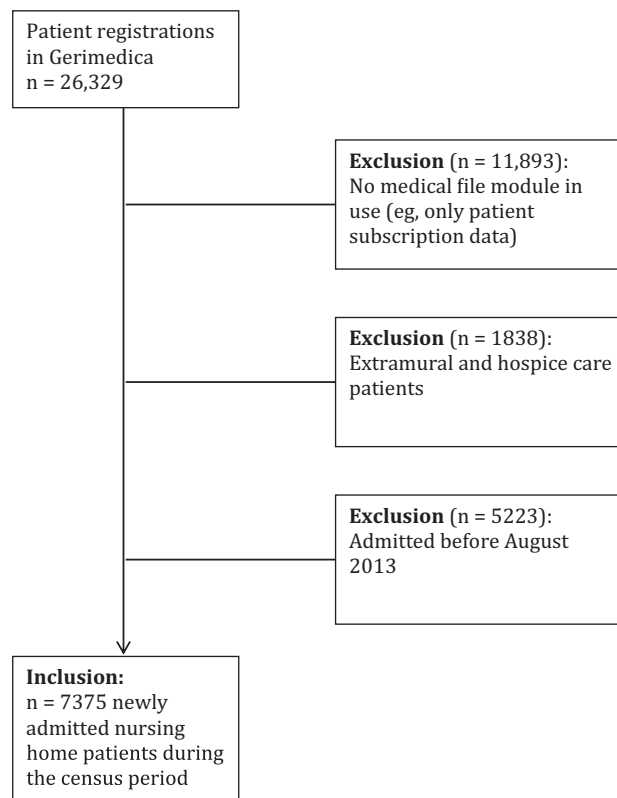 Patient registrations
in Gerimedica
n = 26,329
Exclusion (n = 11,893):
No medical file module in
use (eg, only patient
subscription data)
Exclusion (n = 1838):
Extramural and hospice care
patients
Exclusion (n = 5223):
Admitted before August
2013
Inclusion:
n = 7375 newly
admitted nursing
home patients during
the census period